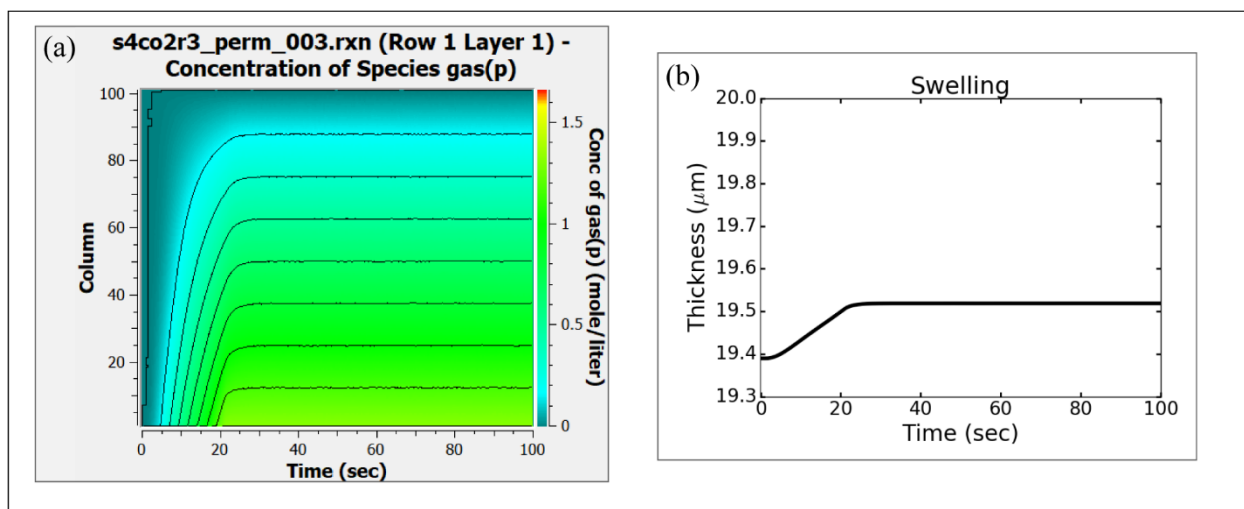 (a)
s4co2r3_perm_003.rxn (Row 1 Layer 1) -
Concentration of Species gas(p)
100
80
60
40
20
Column
0
20
40
60
80
100
Time (sec)
1.5
1
0.5
0
Conc of gas(p) (mole/liter)
(b)
Swelling
20.0
19.9
19.8
19.7
19.6
19.5
19.4
19.3
Thickness (μm)
0
20
40
60
80
100
Time (sec)